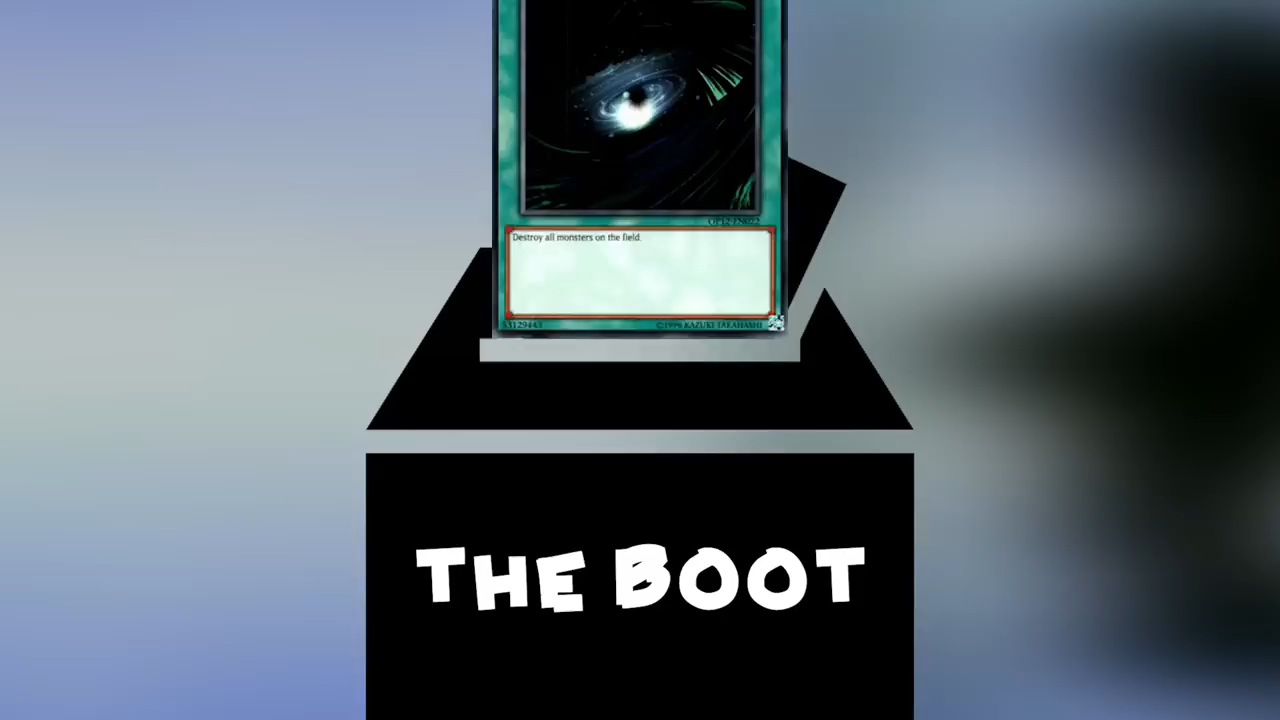 OP12-EN022
Destroy all monsters on the field.
53129443
©1996 KAZUKI TAKAHASHI
THE BOOT